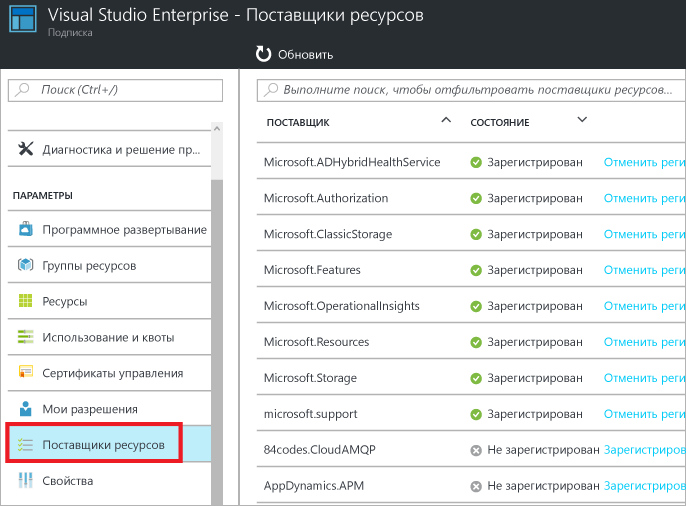 Visual Studio Enterprise - Поставщики ресурсов
Подписка
Обновить
Поиск (Ctrl+/)
Диагностика и решение пр...
ПАРАМЕТРЫ
Программное развертывание
Группы ресурсов
Ресурсы
Использование и квоты
Сертификаты управления
Мои разрешения
Поставщики ресурсов
Свойства
Выполните поиск, чтобы отфильтровать поставщики ресурсов...
ПОСТАВЩИК СОСТОЯНИЕ
Microsoft.ADHybridHealthService Зарегистрирован Отменить реги
Microsoft.Authorization Зарегистрирован Отменить реги
Microsoft.ClassicStorage Зарегистрирован Отменить реги
Microsoft.Features Зарегистрирован Отменить реги
Microsoft.OperationalInsights Зарегистрирован Отменить реги
Microsoft.Resources Зарегистрирован Отменить реги
Microsoft.Storage Зарегистрирован Отменить реги
microsoft.support Зарегистрирован Отменить реги
84codes.CloudAMQP Не зарегистрирован Зарегистриров
AppDynamics.APM Не зарегистрирован Зарегистриров